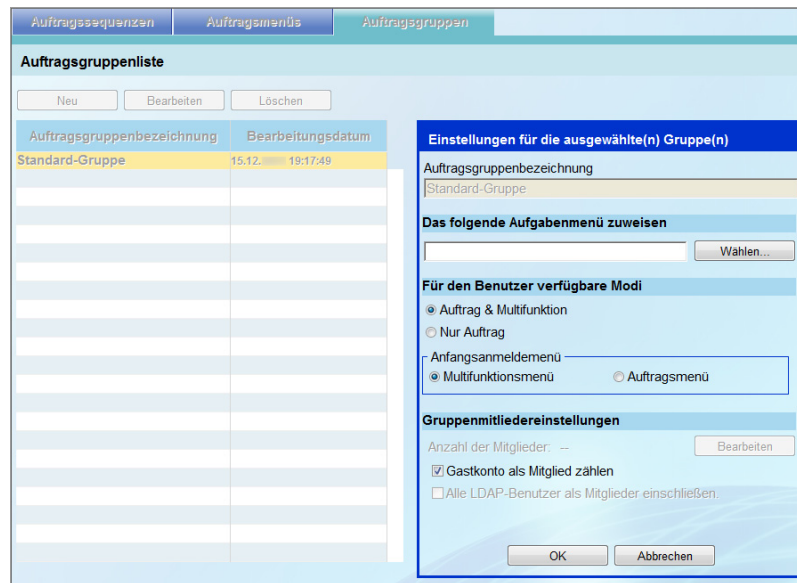 Auftragssequenzen Auftragsmenüs Auftragsgruppen
Auftragsgruppenliste
Neu Bearbeiten Löschen
Auftragsgruppenbezeichnung Bearbeitungsdatum
Standard-Gruppe 15.12. 19:17:49
Einstellungen für die ausgewählte(n) Gruppe(n)
Auftragsgruppenbezeichnung
Standard-Gruppe
Das folgende Aufgabenmenü zuweisen
Wählen...
Für den Benutzer verfügbare Modi
Auftrag & Multifunktion
Nur Auftrag
Anfangsanmeldemenü
Multifunktionsmenü Auftragsmenü
Gruppenmitgliedereinstellungen
Anzahl der Mitglieder: -- Bearbeiten
Gastkonto als Mitglied zählen
Alle LDAP-Benutzer als Mitglieder einschließen.
OK Abbrechen